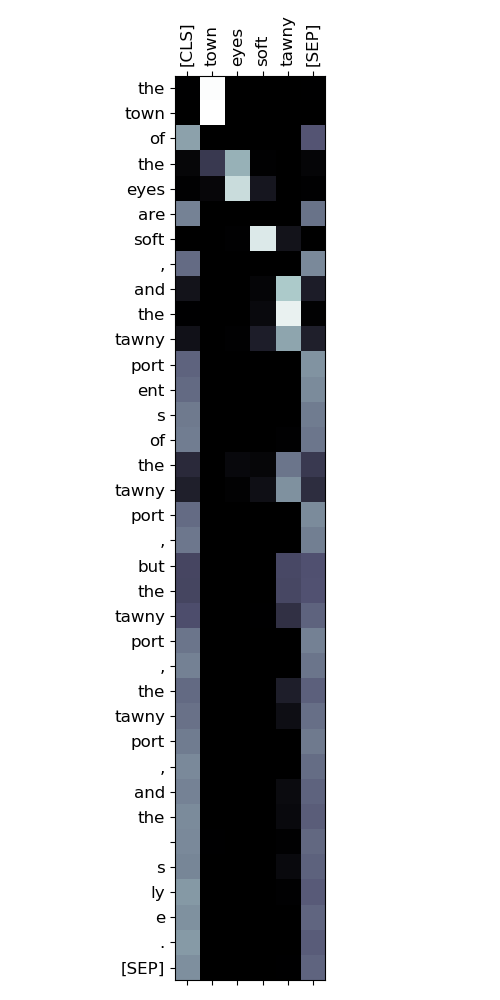 [CLS] town eyes soft tawny [SEP]
the
town
of
the
eyes
are
soft
,
and
the
tawny
port
ent
s
of
the
tawny
port
,
but
the
tawny
port
,
the
tawny
port
,
and
the
s
ly
e
.
[SEP]